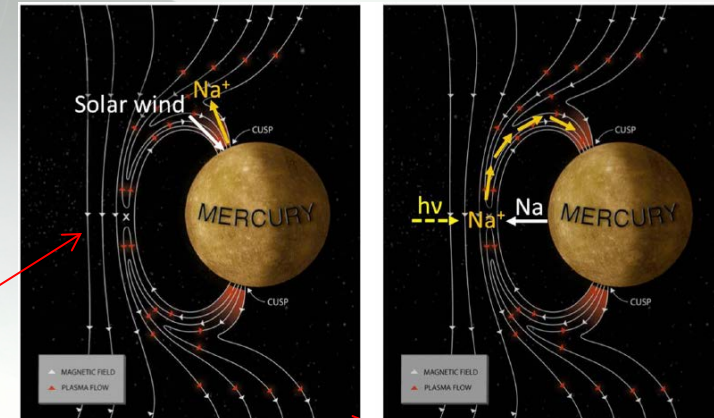 Na⁺
Solar wind
CUSP
MERCURY
CUSP
MAGNETIC FIELD
PLASMA FLOW
CUSP
hν
Na⁺
Na
MERCURY
CUSP
MAGNETIC FIELD
PLASMA FLOW